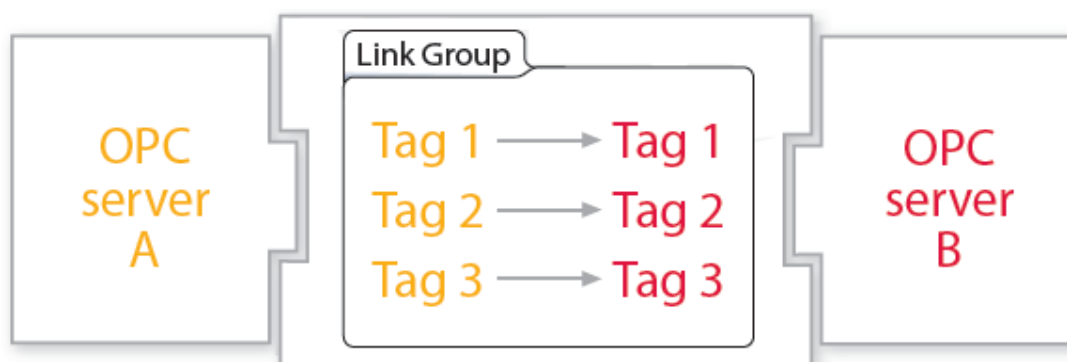 Link Group
OPC
server
A
Tag 1 Tag 1
Tag 2 Tag 2
Tag 3 Tag 3
OPC
server
B